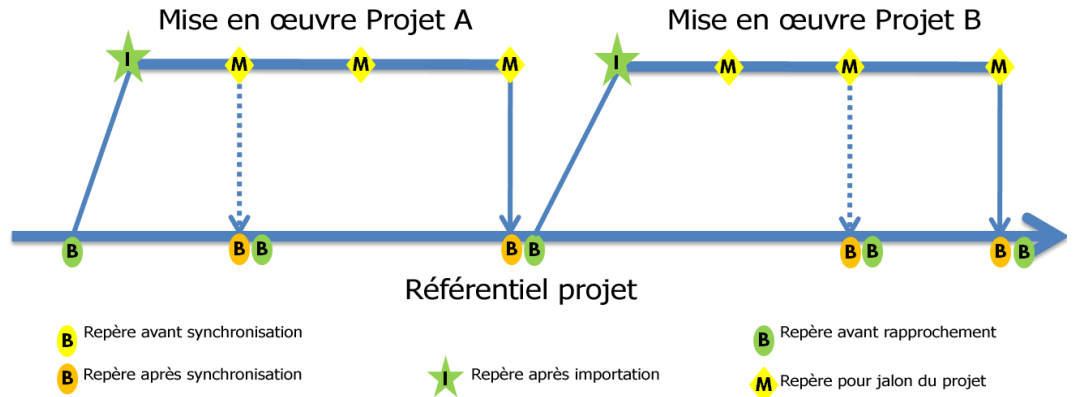 Mise en œuvre Projet A
Mise en œuvre Projet B
I M M M
I M M M
B B B B B B B B B
Référentiel projet
B Repère avant synchronisation
B Repère avant rapprochement
B Repère après synchronisation
I Repère après importation
M Repère pour jalon du projet